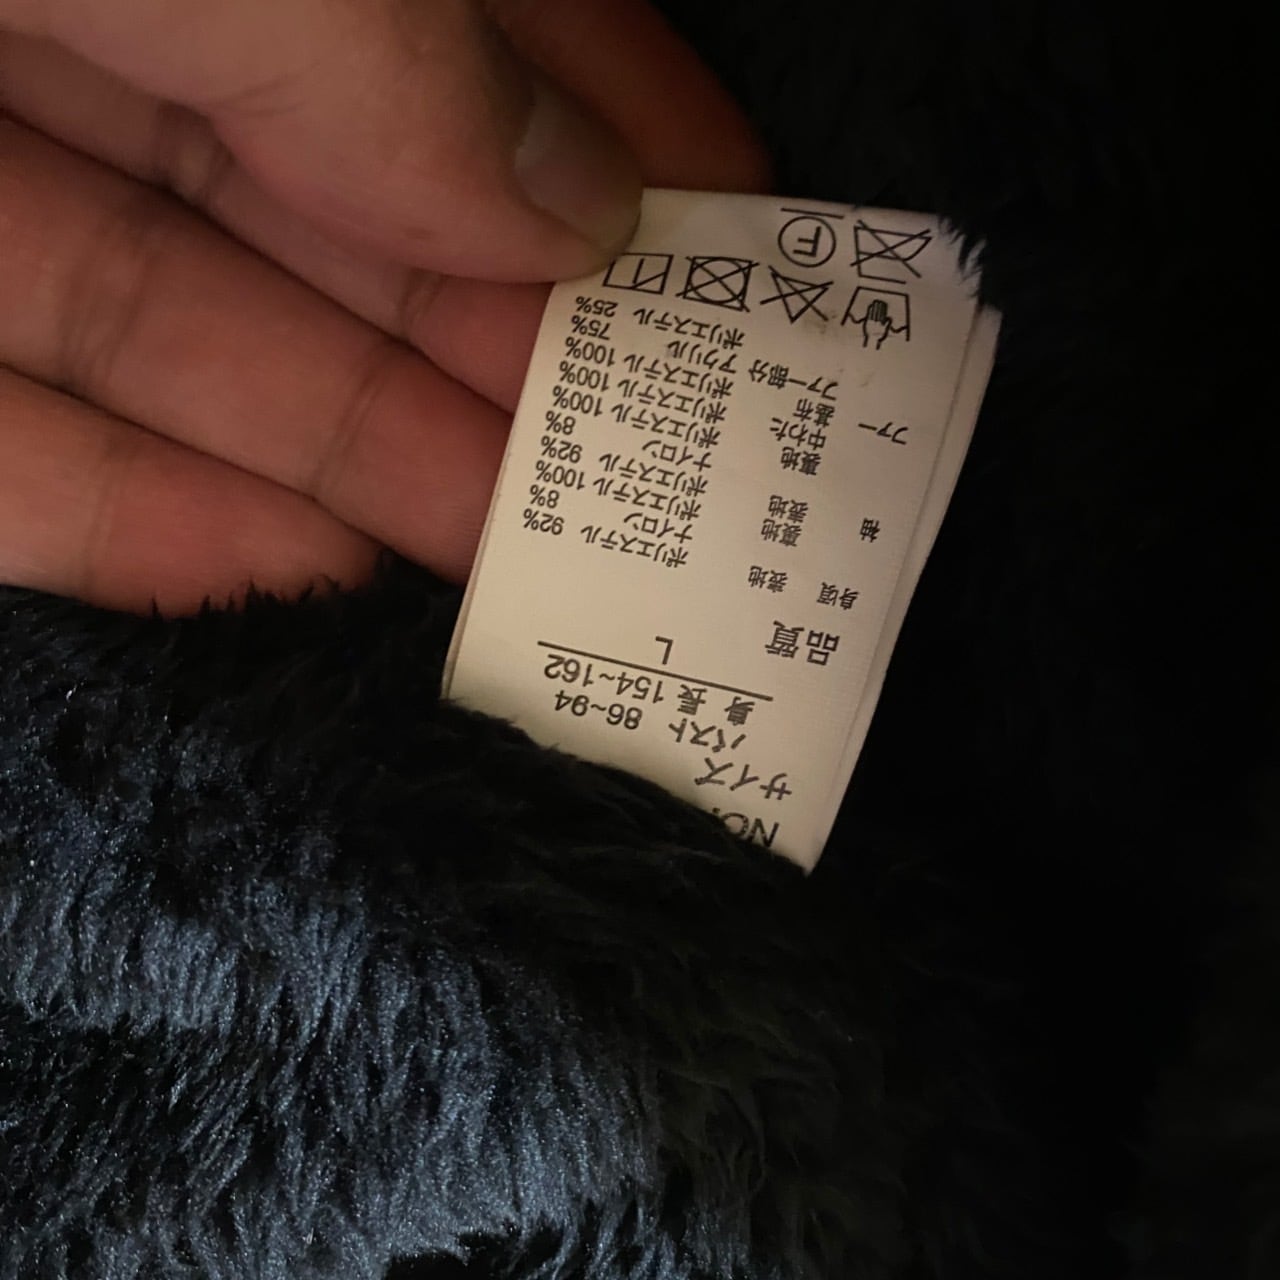 NO.
サイズ
バスト 86~94
身長 154~162
L
品質
身頃 表地 ポリエステル 92%
ナイロン 8%
裏地 ポリエステル 100%
袖 表地 ポリエステル 92%
ナイロン 8%
裏地 ポリエステル 100%
中わた ポリエステル 100%
ファー 基布 ポリエステル 100%
ファー部分 アクリル 75%
ポリエステル 25%
F